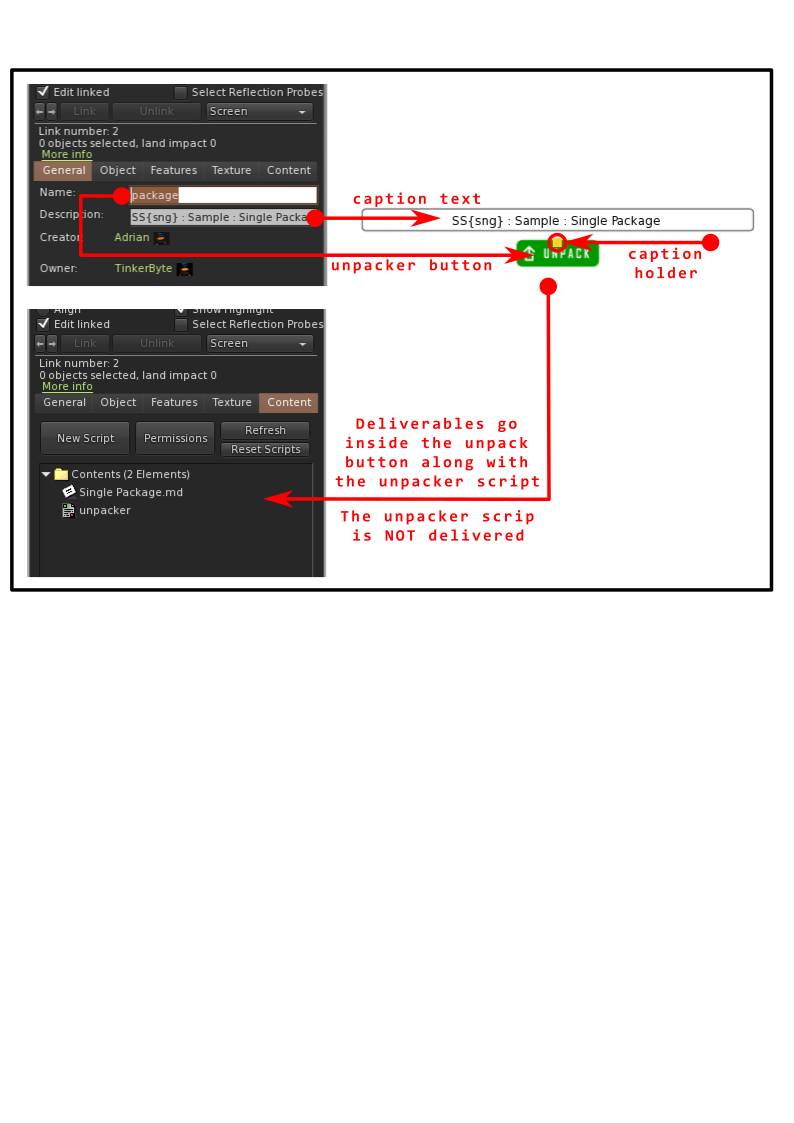 Edit linked
Select Reflection Probes
Link
Unlink
Screen
Link number: 2
0 objects selected, land impact 0
More info
General
Object
Features
Texture
Content
Name:
package
Description:
SS{sng} : Sample : Single Packa
Creator:
Adrian
Owner:
TinkerByte
caption text
SS{sng} : Sample : Single Package
UNPACK
unpacker button
caption
holder
Align
Show Highlight
Edit linked
Select Reflection Probes
Link
Unlink
Screen
Link number: 2
0 objects selected, land impact 0
More info
General
Object
Features
Texture
Content
New Script
Permissions
Refresh
Reset Scripts
Contents (2 Elements)
Single Package.md
unpacker
Deliverables go
inside the unpack
button along with
the unpacker script
The unpacker scrip
is NOT delivered